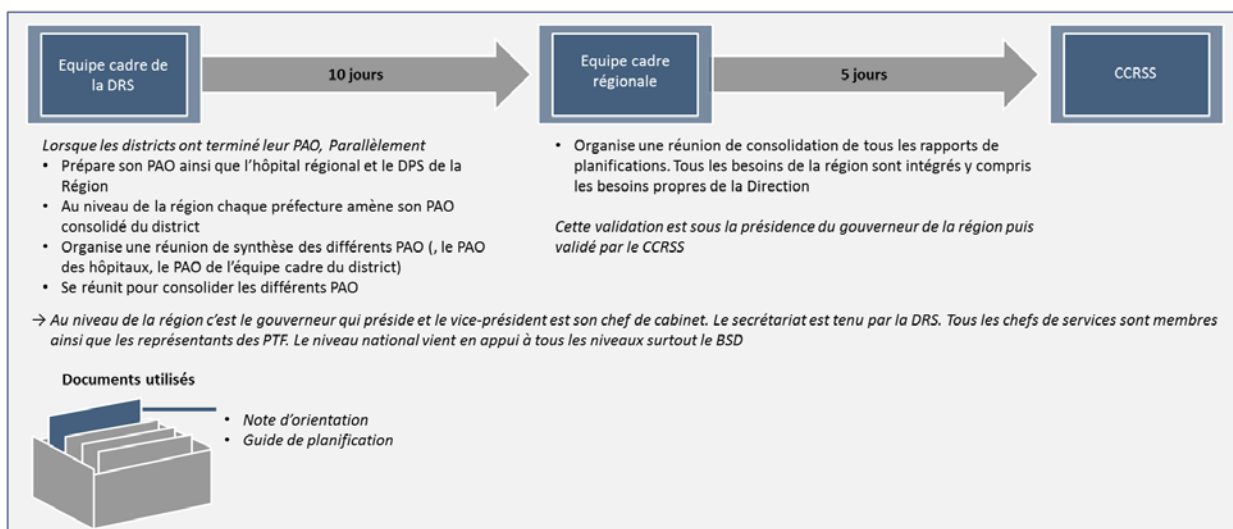 Equipe cadre de
la DRS
10 jours
Equipe cadre
régionale
5 jours
CCRSS
Lorsque les districts ont terminé leur PAO, Parallèlement
• Prépare son PAO ainsi que l'hôpital régional et le DPS de la
Région
• Au niveau de la région chaque préfecture amène son PAO
consolidé du district
• Organise une réunion de synthèse des différents PAO (, le PAO
des hôpitaux, le PAO de l'équipe cadre du district)
• Se réunit pour consolider les différents PAO
• Organise une réunion de consolidation de tous les rapports de
planifications. Tous les besoins de la région sont intégrés y compris
les besoins propres de la Direction
Cette validation est sous la présidence du gouverneur de la région puis
validé par le CCRSS
→ Au niveau de la région c'est le gouverneur qui préside et le vice-président est son chef de cabinet. Le secrétariat est tenu par la DRS. Tous les chefs de services sont membres
ainsi que les représentants des PTF. Le niveau national vient en appui à tous les niveaux surtout le BSD
Documents utilisés
• Note d'orientation
• Guide de planification